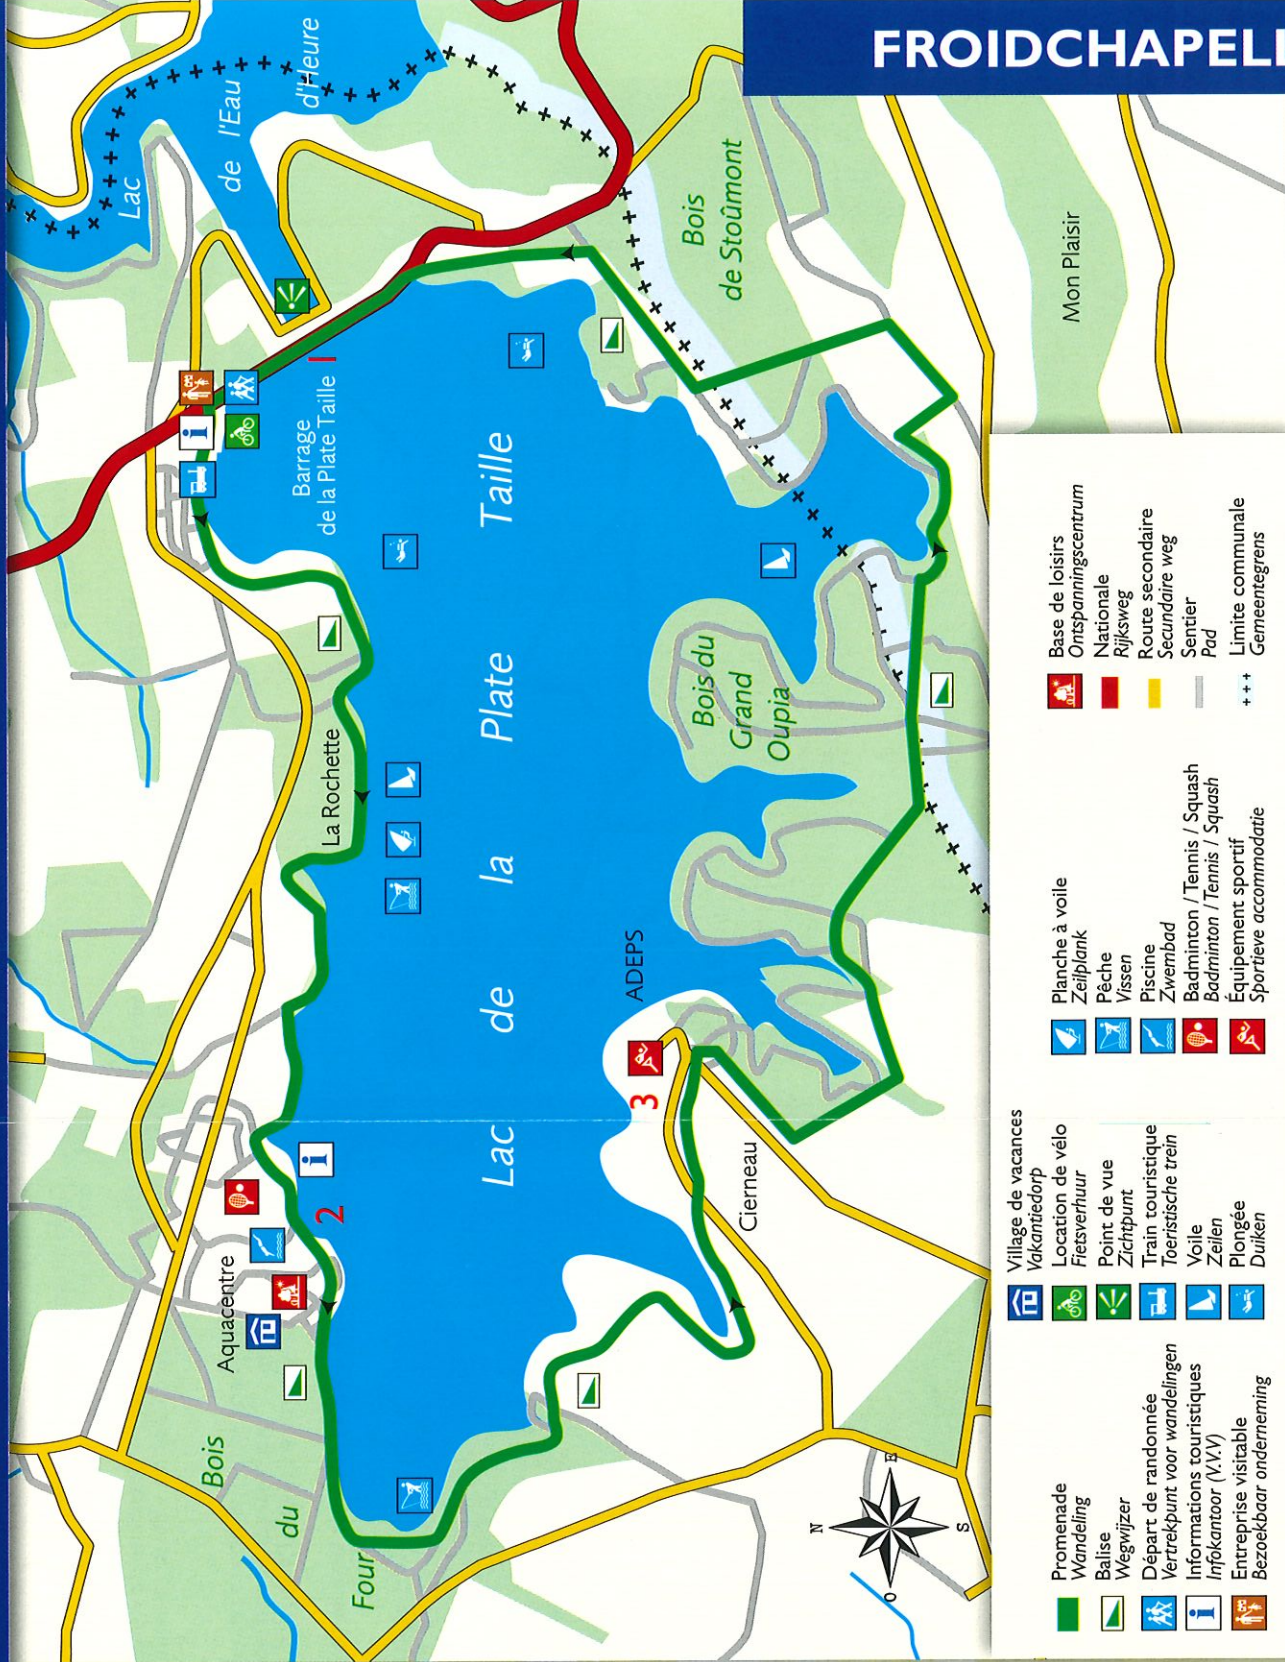 FROIDCHAPELL
Lac
de l'Eau
d'Heure
Bois
de Stoûmont
Mon Plaisir
Barrage
de la Plate Taille
1
Lac de la Plate Taille
La Rochette
Bois du
Grand
Oupia
ADEPS
3
2
Aquacentre
Cierneau
Bois
du
Four
N
E
S
O
Promenade
Wandeling
Balise
Wegwijzer
Départ de randonnée
Vertrekpunt voor wandelingen
Informations touristiques
Infokantoor (V.V.V)
Entreprise visitable
Bezoekbaar onderneming
Village de vacances
Vakantiedorp
Location de vélo
Fietsverhuur
Point de vue
Zichtpunt
Train touristique
Toeristische trein
Voile
Zeilen
Plongée
Duiken
Planche à voile
Zeilplank
Pêche
Vissen
Piscine
Zwembad
Badminton / Tennis / Squash
Badminton / Tennis / Squash
Équipement sportif
Sportieve accommodatie
Base de loisirs
Ontspanningscentrum
Nationale
Rijksweg
Route secondaire
Secundaire weg
Sentier
Pad
Limite communale
Gemeentegrens